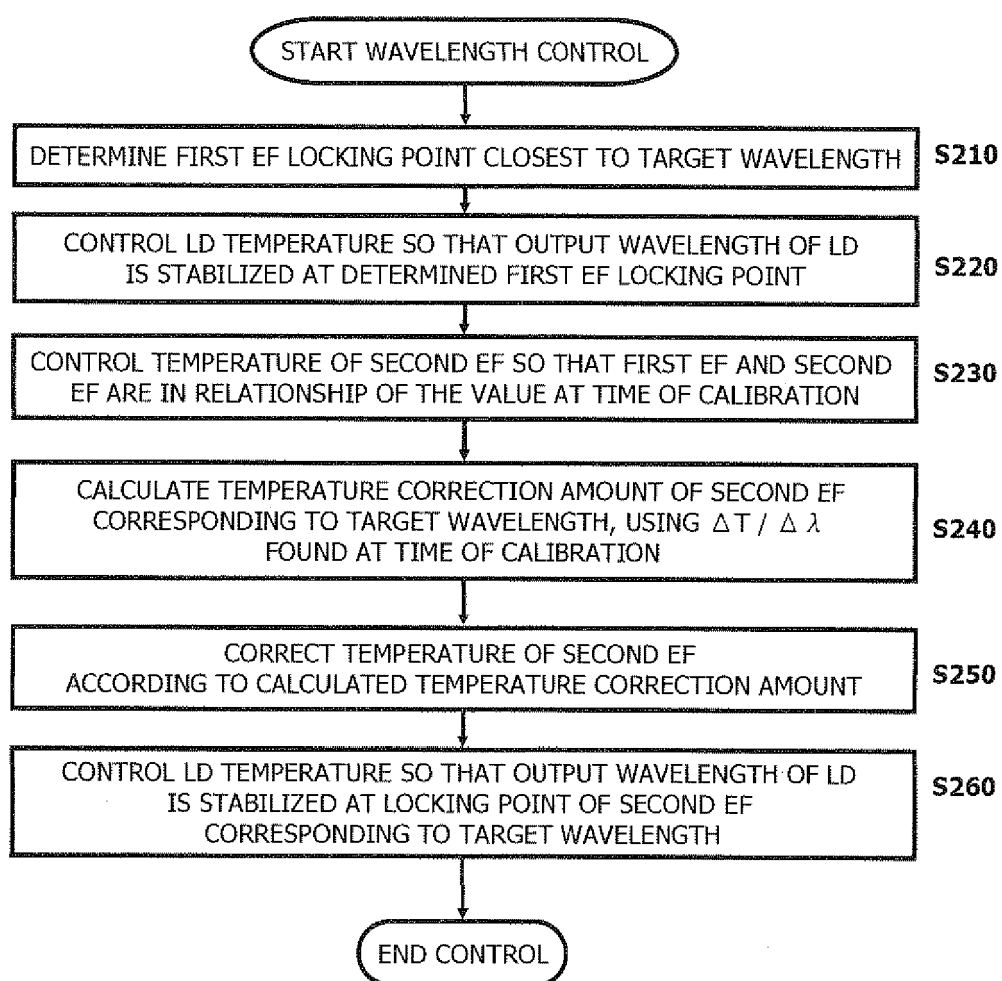 START WAVELENGTH CONTROL
DETERMINE FIRST EF LOCKING POINT CLOSEST TO TARGET WAVELENGTH
S210
CONTROL LD TEMPERATURE SO THAT OUTPUT WAVELENGTH OF LD
IS STABILIZED AT DETERMINED FIRST EF LOCKING POINT
S220
CONTROL TEMPERATURE OF SECOND EF SO THAT FIRST EF AND SECOND
EF ARE IN RELATIONSHIP OF THE VALUE AT TIME OF CALIBRATION
S230
CALCULATE TEMPERATURE CORRECTION AMOUNT OF SECOND EF
CORRESPONDING TO TARGET WAVELENGTH, USING ΔT / Δλ
FOUND AT TIME OF CALIBRATION
S240
CORRECT TEMPERATURE OF SECOND EF
ACCORDING TO CALCULATED TEMPERATURE CORRECTION AMOUNT
S250
CONTROL LD TEMPERATURE SO THAT OUTPUT WAVELENGTH OF LD
IS STABILIZED AT LOCKING POINT OF SECOND EF
CORRESPONDING TO TARGET WAVELENGTH
S260
END CONTROL